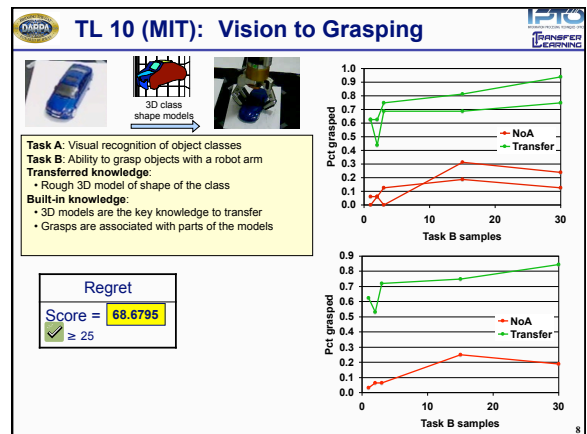 DARPA
TL 10 (MIT): Vision to Grasping
IPTO
TRANSFER
LEARNING
3D class
shape models
Task A: Visual recognition of object classes
Task B: Ability to grasp objects with a robot arm
Transferred knowledge:
• Rough 3D model of shape of the class
Built-in knowledge:
• 3D models are the key knowledge to transfer
• Grasps are associated with parts of the models
Regret
Score = 68.6795
≥ 25
Pct grasped
1.0
0.9
0.8
0.7
0.6
0.5
0.4
0.3
0.2
0.1
0.0
NoA
Transfer
0 10 20 30
Task B samples
Pct grasped
0.9
0.8
0.7
0.6
0.5
0.4
0.3
0.2
0.1
0.0
NoA
Transfer
0 10 20 30
Task B samples
8